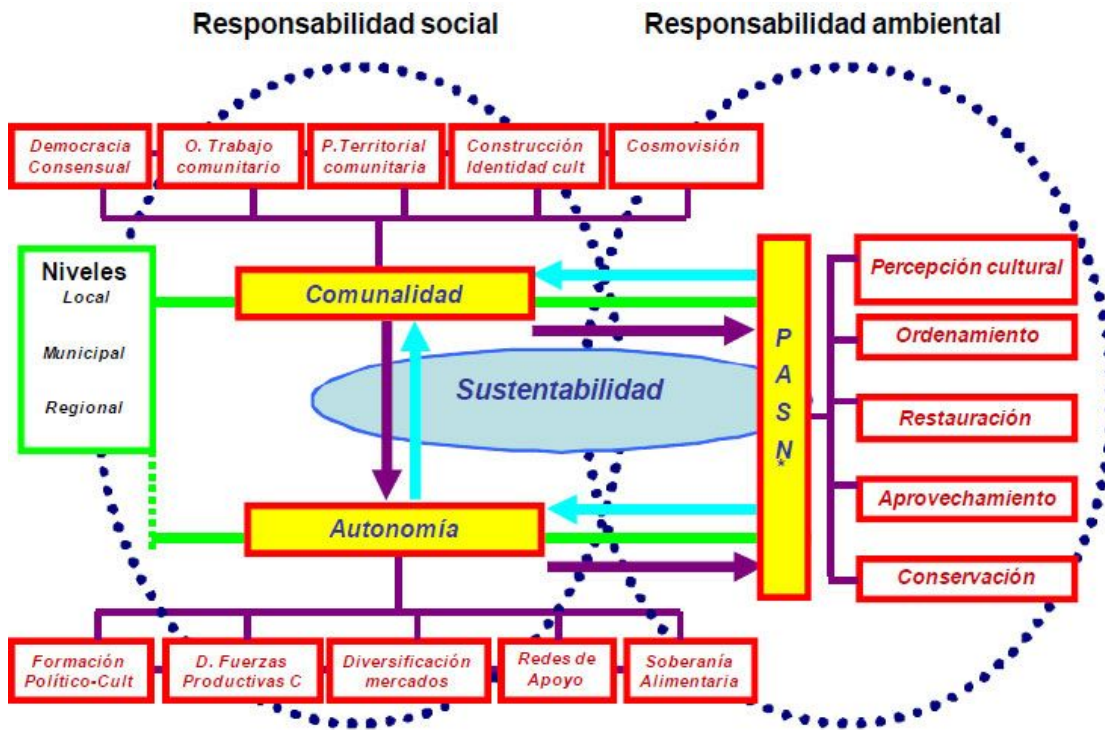 Responsabilidad social
Responsabilidad ambiental
Democracia
Consensual
O. Trabajo
comunitario
P.Territorial
comunitaria
Construcción
Identidad cult
Cosmovisión
Niveles
Local
Municipal
Regional
Comunalidad
Sustentabilidad
Autonomía
P
A
S
N
*
Percepción cultural
Ordenamiento
Restauración
Aprovechamiento
Conservación
Formación
Político-Cult
D. Fuerzas
Productivas C
Diversificación
mercados
Redes de
Apoyo
Soberanía
Alimentaria